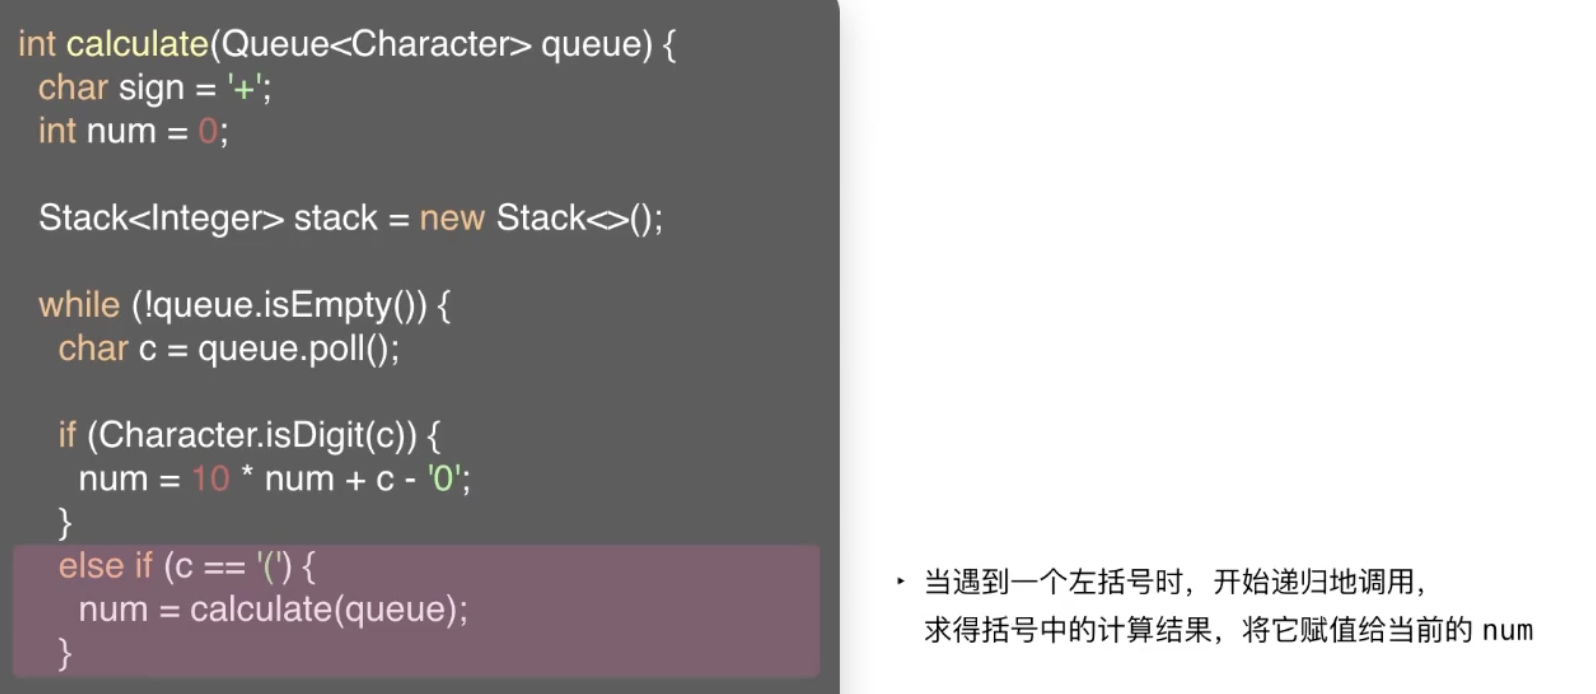 int calculate(Queue<Character> queue) {
char sign = '+';
int num = 0;
Stack<Integer> stack = new Stack<>();
while (!queue.isEmpty()) {
char c = queue.poll();
if (Character.isDigit(c)) {
num = 10 * num + c - '0';
}
else if (c == '(') {
num = calculate(queue);
}
‣ 当遇到一个左括号时，开始递归地调用，
求得括号中的计算结果，将它赋值给当前的 num